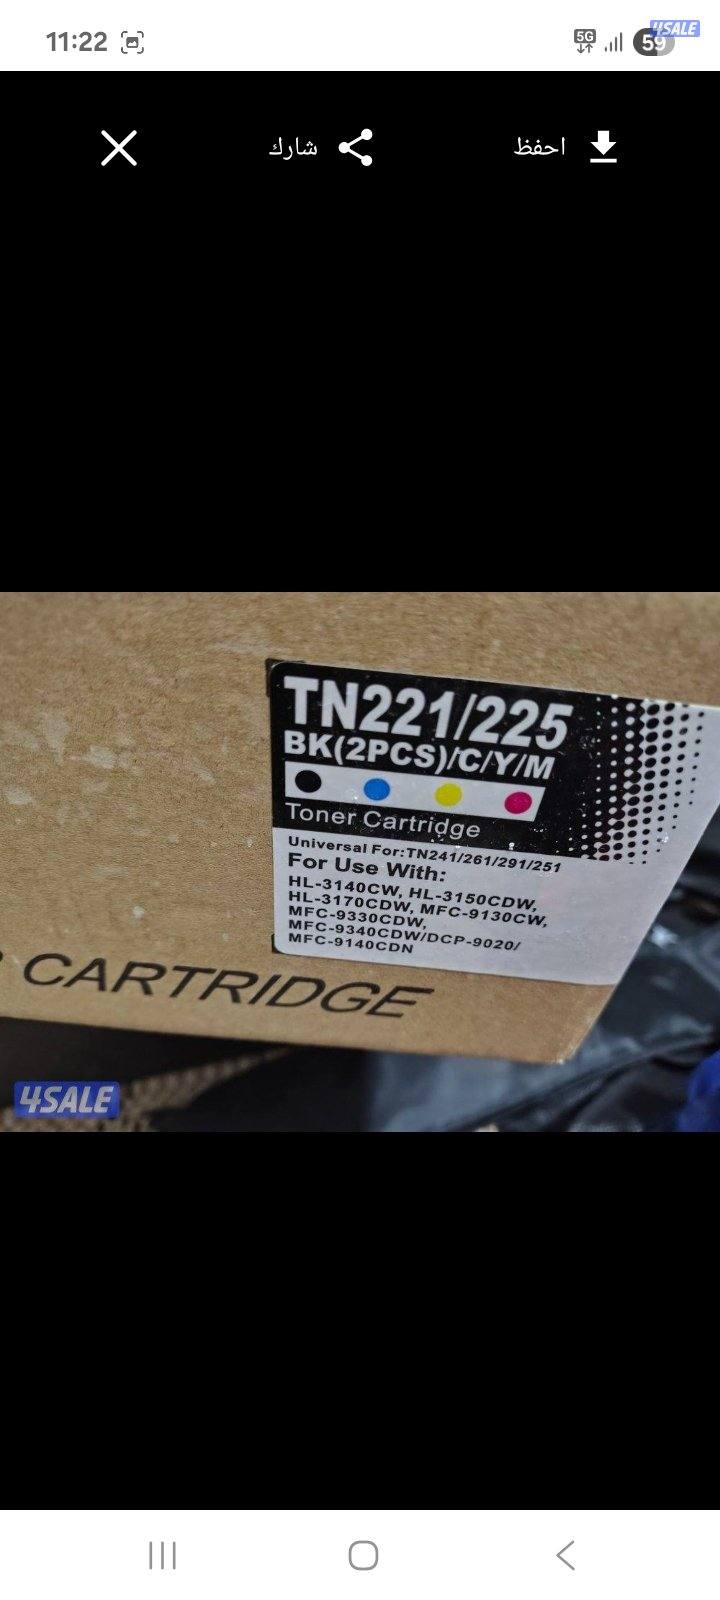 11:22
5G
59
4SALE
شارك
احفظ
TN221/225
BK(2PCS)/C/Y/M
Toner Cartridge
Universal For:TN241/261/291/251
For Use With:
HL-3140CW, HL-3150CDW,
HL-3170CDW, MFC-9130CW,
MFC-9330CDW,
MFC-9340CDW/DCP-9020/
MFC-9140CDN
CARTRIDGE
4SALE